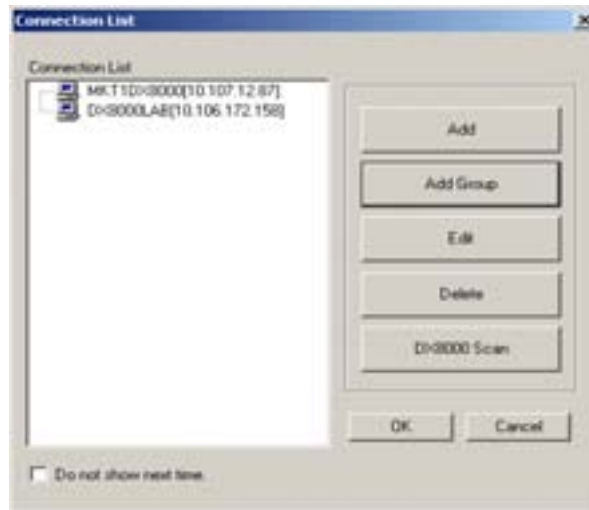 Connection List
Connection List
MKT1DX8000[10.107.12.87]
DX8000LAB[10.106.172.158]
Add
Add Group
Edit
Delete
DX8000 Scan
OK
Cancel
Do not show next time.